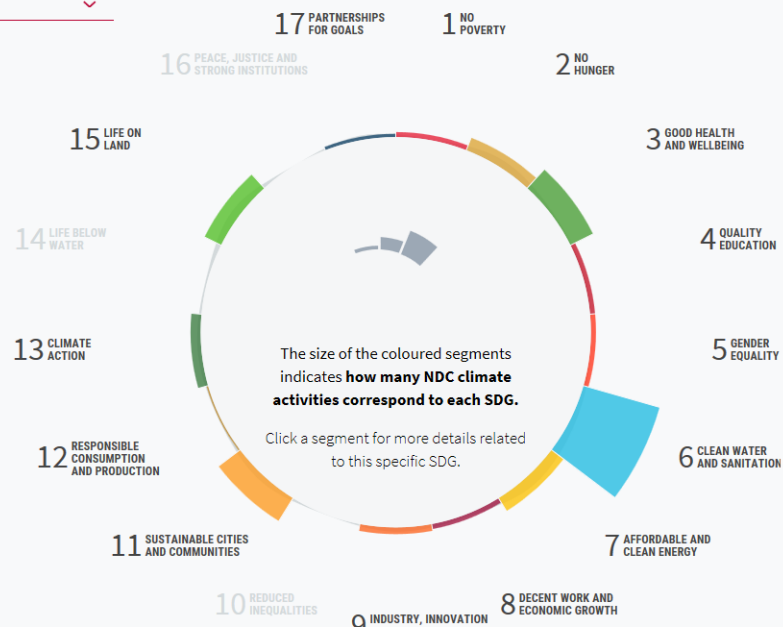 17 PARTNERSHIPS
FOR GOALS
1 NO
POVERTY
2 NO
HUNGER
3 GOOD HEALTH
AND WELLBEING
4 QUALITY
EDUCATION
5 GENDER
EQUALITY
6 CLEAN WATER
AND SANITATION
7 AFFORDABLE AND
CLEAN ENERGY
8 DECENT WORK AND
ECONOMIC GROWTH
9 INDUSTRY, INNOVATION
10 REDUCED
INEQUALITIES
11 SUSTAINABLE CITIES
AND COMMUNITIES
12 RESPONSIBLE
CONSUMPTION
AND PRODUCTION
13 CLIMATE
ACTION
14 LIFE BELOW
WATER
15 LIFE ON
LAND
16 PEACE, JUSTICE AND
STRONG INSTITUTIONS
The size of the coloured segments
indicates how many NDC climate
activities correspond to each SDG.
Click a segment for more details related
to this specific SDG.